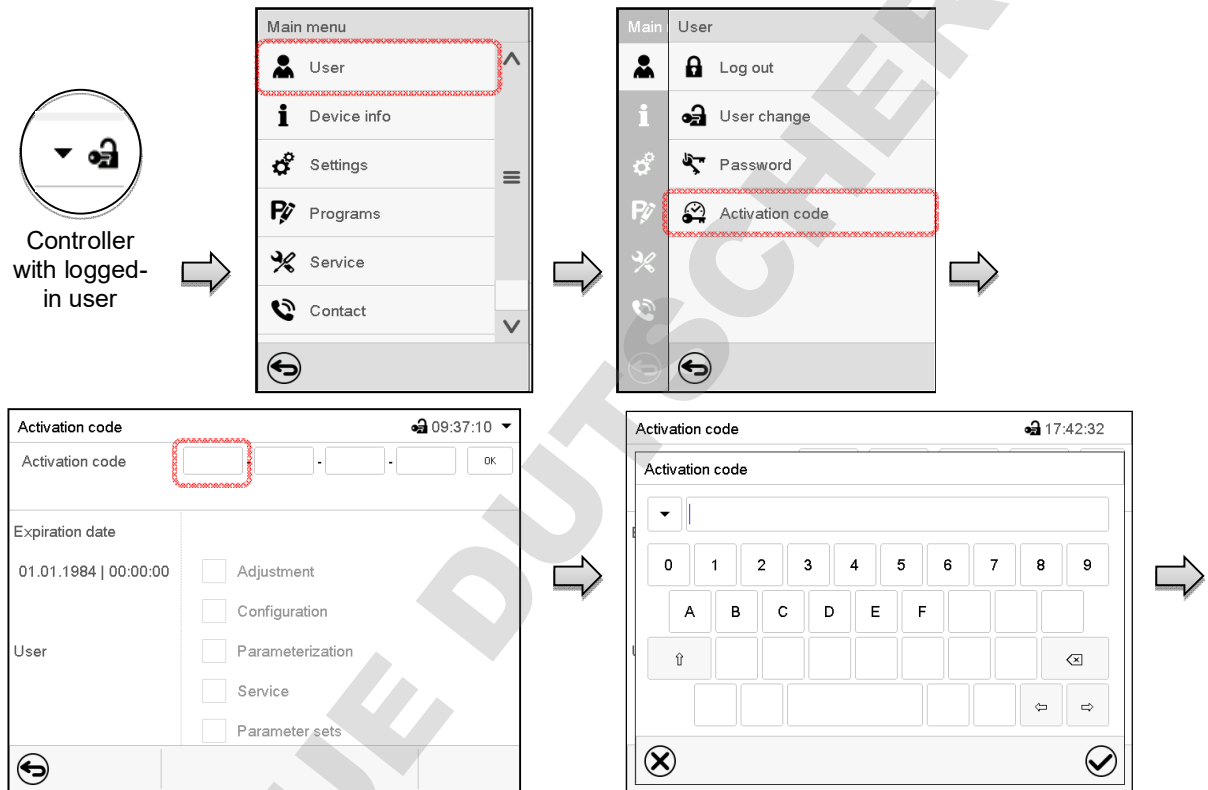 Main menu
User
Device info
Settings
Programs
Service
Contact
Controller
with logged-
in user
Main
User
Log out
User change
Password
Activation code
Activation code 09:37:10
Activation code - - - OK
Expiration date
01.01.1984 | 00:00:00
Adjustment
Configuration
User
Parameterization
Service
Parameter sets
Activation code 17:42:32
Activation code
0 1 2 3 4 5 6 7 8 9
A B C D E F
UE DUTSCHER